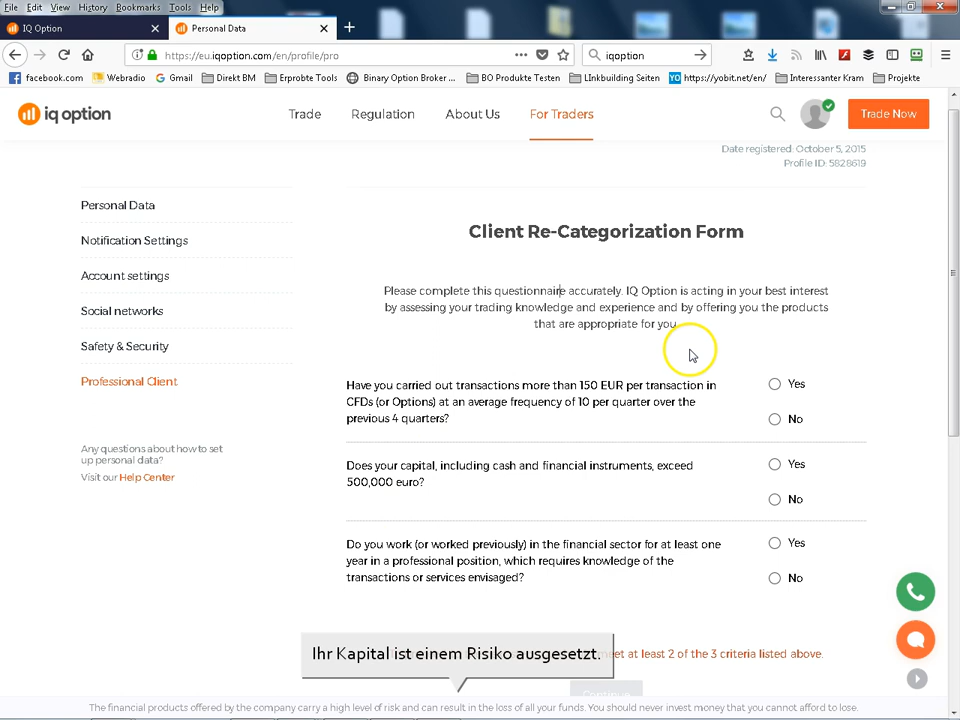 File Edit View History Bookmarks Tools Help
IQ Option
Personal Data
https://eu.iqoption.com/en/profile/pro
iqoption
facebook.com Webradio Gmail Direkt BM Erprobte Tools Binary Option Broker ... BO Produkte Testen LInkbuilding Seiten YO https://yobit.net/en/ Interessanter Kram Projekte
iq option
Trade Regulation About Us For Traders Trade Now
Date registered: October 5, 2015
Profile ID: 5828619
Personal Data
Notification Settings
Account settings
Social networks
Safety & Security
Professional Client
Any questions about how to set
up personal data?
Visit our Help Center
Client Re-Categorization Form
Please complete this questionnaire accurately. IQ Option is acting in your best interest
by assessing your trading knowledge and experience and by offering you the products
that are appropriate for you.
Have you carried out transactions more than 150 EUR per transaction in
CFDs (or Options) at an average frequency of 10 per quarter over the
previous 4 quarters?
Yes
No
Does your capital, including cash and financial instruments, exceed
500,000 euro?
Yes
No
Do you work (or worked previously) in the financial sector for at least one
year in a professional position, which requires knowledge of the
transactions or services envisaged?
Yes
No
Ihr Kapital ist einem Risiko ausgesetzt.
meet at least 2 of the 3 criteria listed above.
Continue
The financial products offered by the company carry a high level of risk and can result in the loss of all your funds. You should never invest money that you cannot afford to lose.